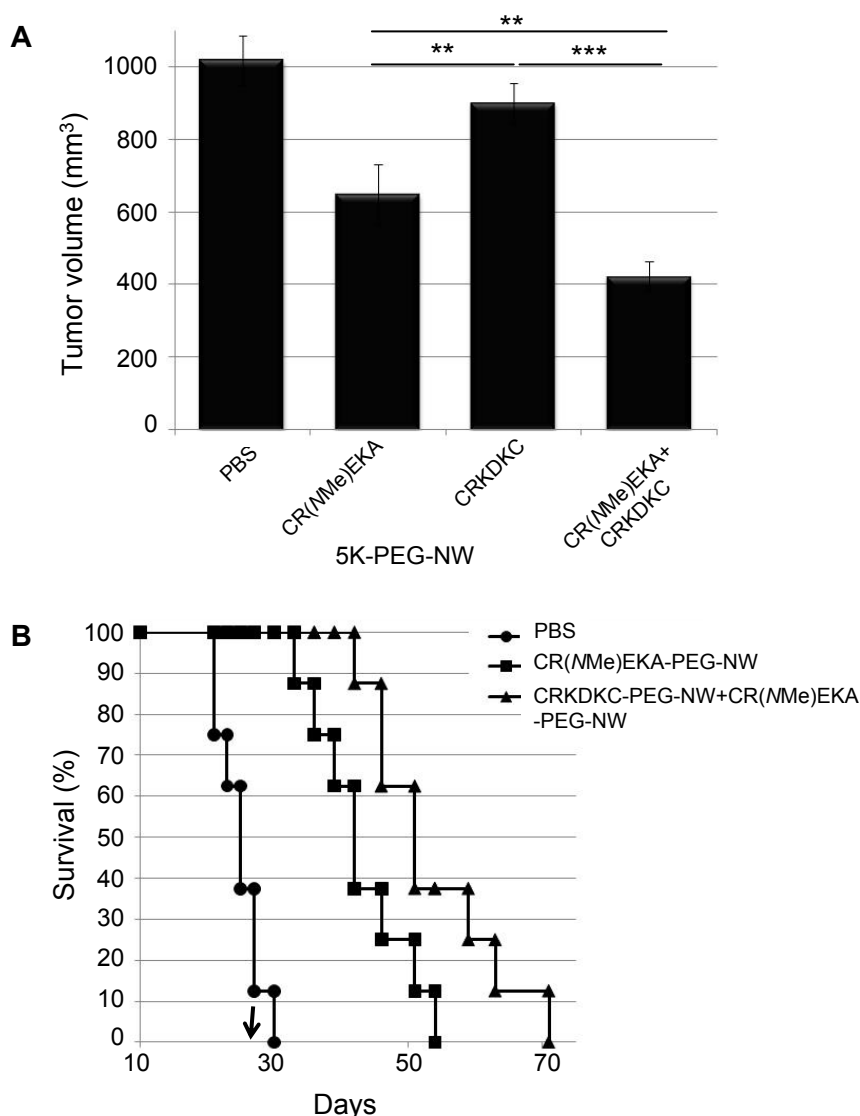 A
**
**
***
Tumor volume (mm³)
1000
800
600
400
200
0
PBS
CR(NMe)EKA
CRKDKC
CR(NMe)EKA+
CRKDKC
5K-PEG-NW
B
Survival (%)
100
90
80
70
60
50
40
30
20
10
0
10
30
50
70
Days
PBS
CR(NMe)EKA-PEG-NW
CRKDKC-PEG-NW+CR(NMe)EKA
-PEG-NW